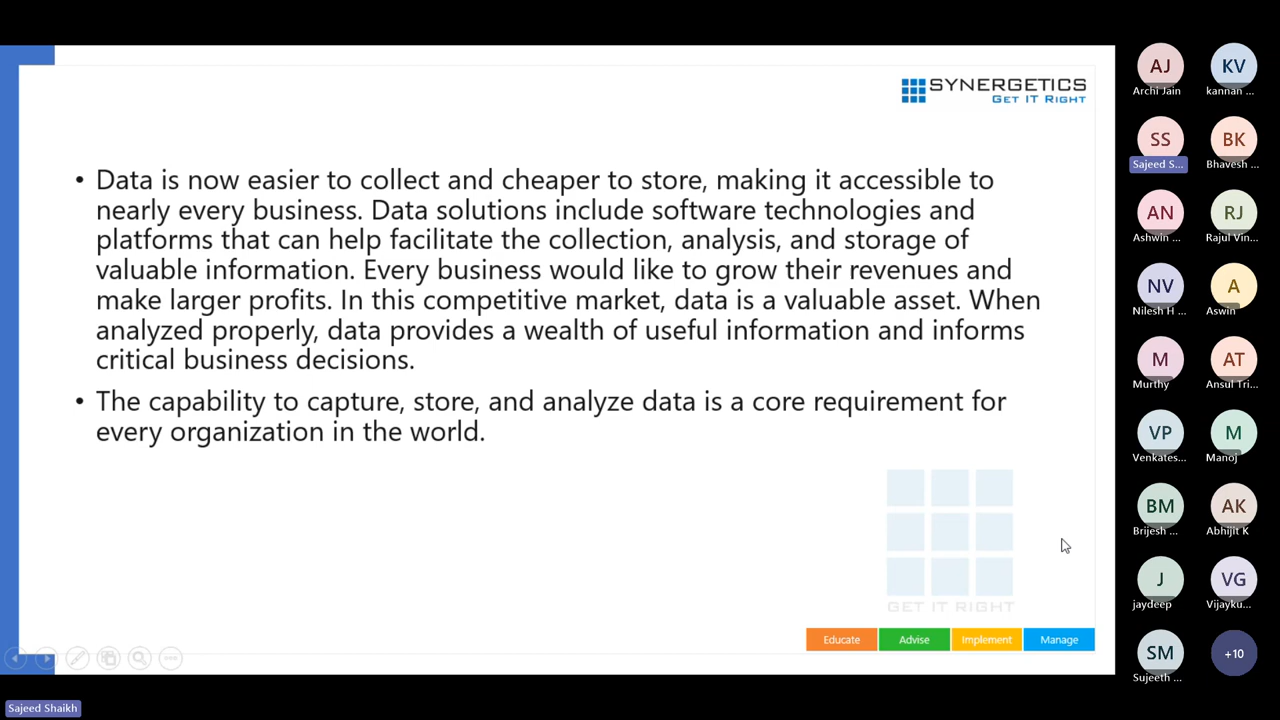 SYNERGETICS
GET IT RIGHT
• Data is now easier to collect and cheaper to store, making it accessible to
nearly every business. Data solutions include software technologies and
platforms that can help facilitate the collection, analysis, and storage of
valuable information. Every business would like to grow their revenues and
make larger profits. In this competitive market, data is a valuable asset. When
analyzed properly, data provides a wealth of useful information and informs
critical business decisions.
• The capability to capture, store, and analyze data is a core requirement for
every organization in the world.
GET IT RIGHT
Educate Advise Implement Manage
AJ KV
Archi Jain kannan ...
SS BK
Sajeed S... Bhavesh ...
AN RJ
Ashwin ... Rajul Vin...
NV A
Nilesh H ... Aswin
M AT
Murthy Ansul Tri...
VP M
Venkates... Manoj
BM AK
Brijesh ... Abhijit K
J VG
jaydeep Vijayku...
SM +10
Sujeeth ...
Sajeed Shaikh